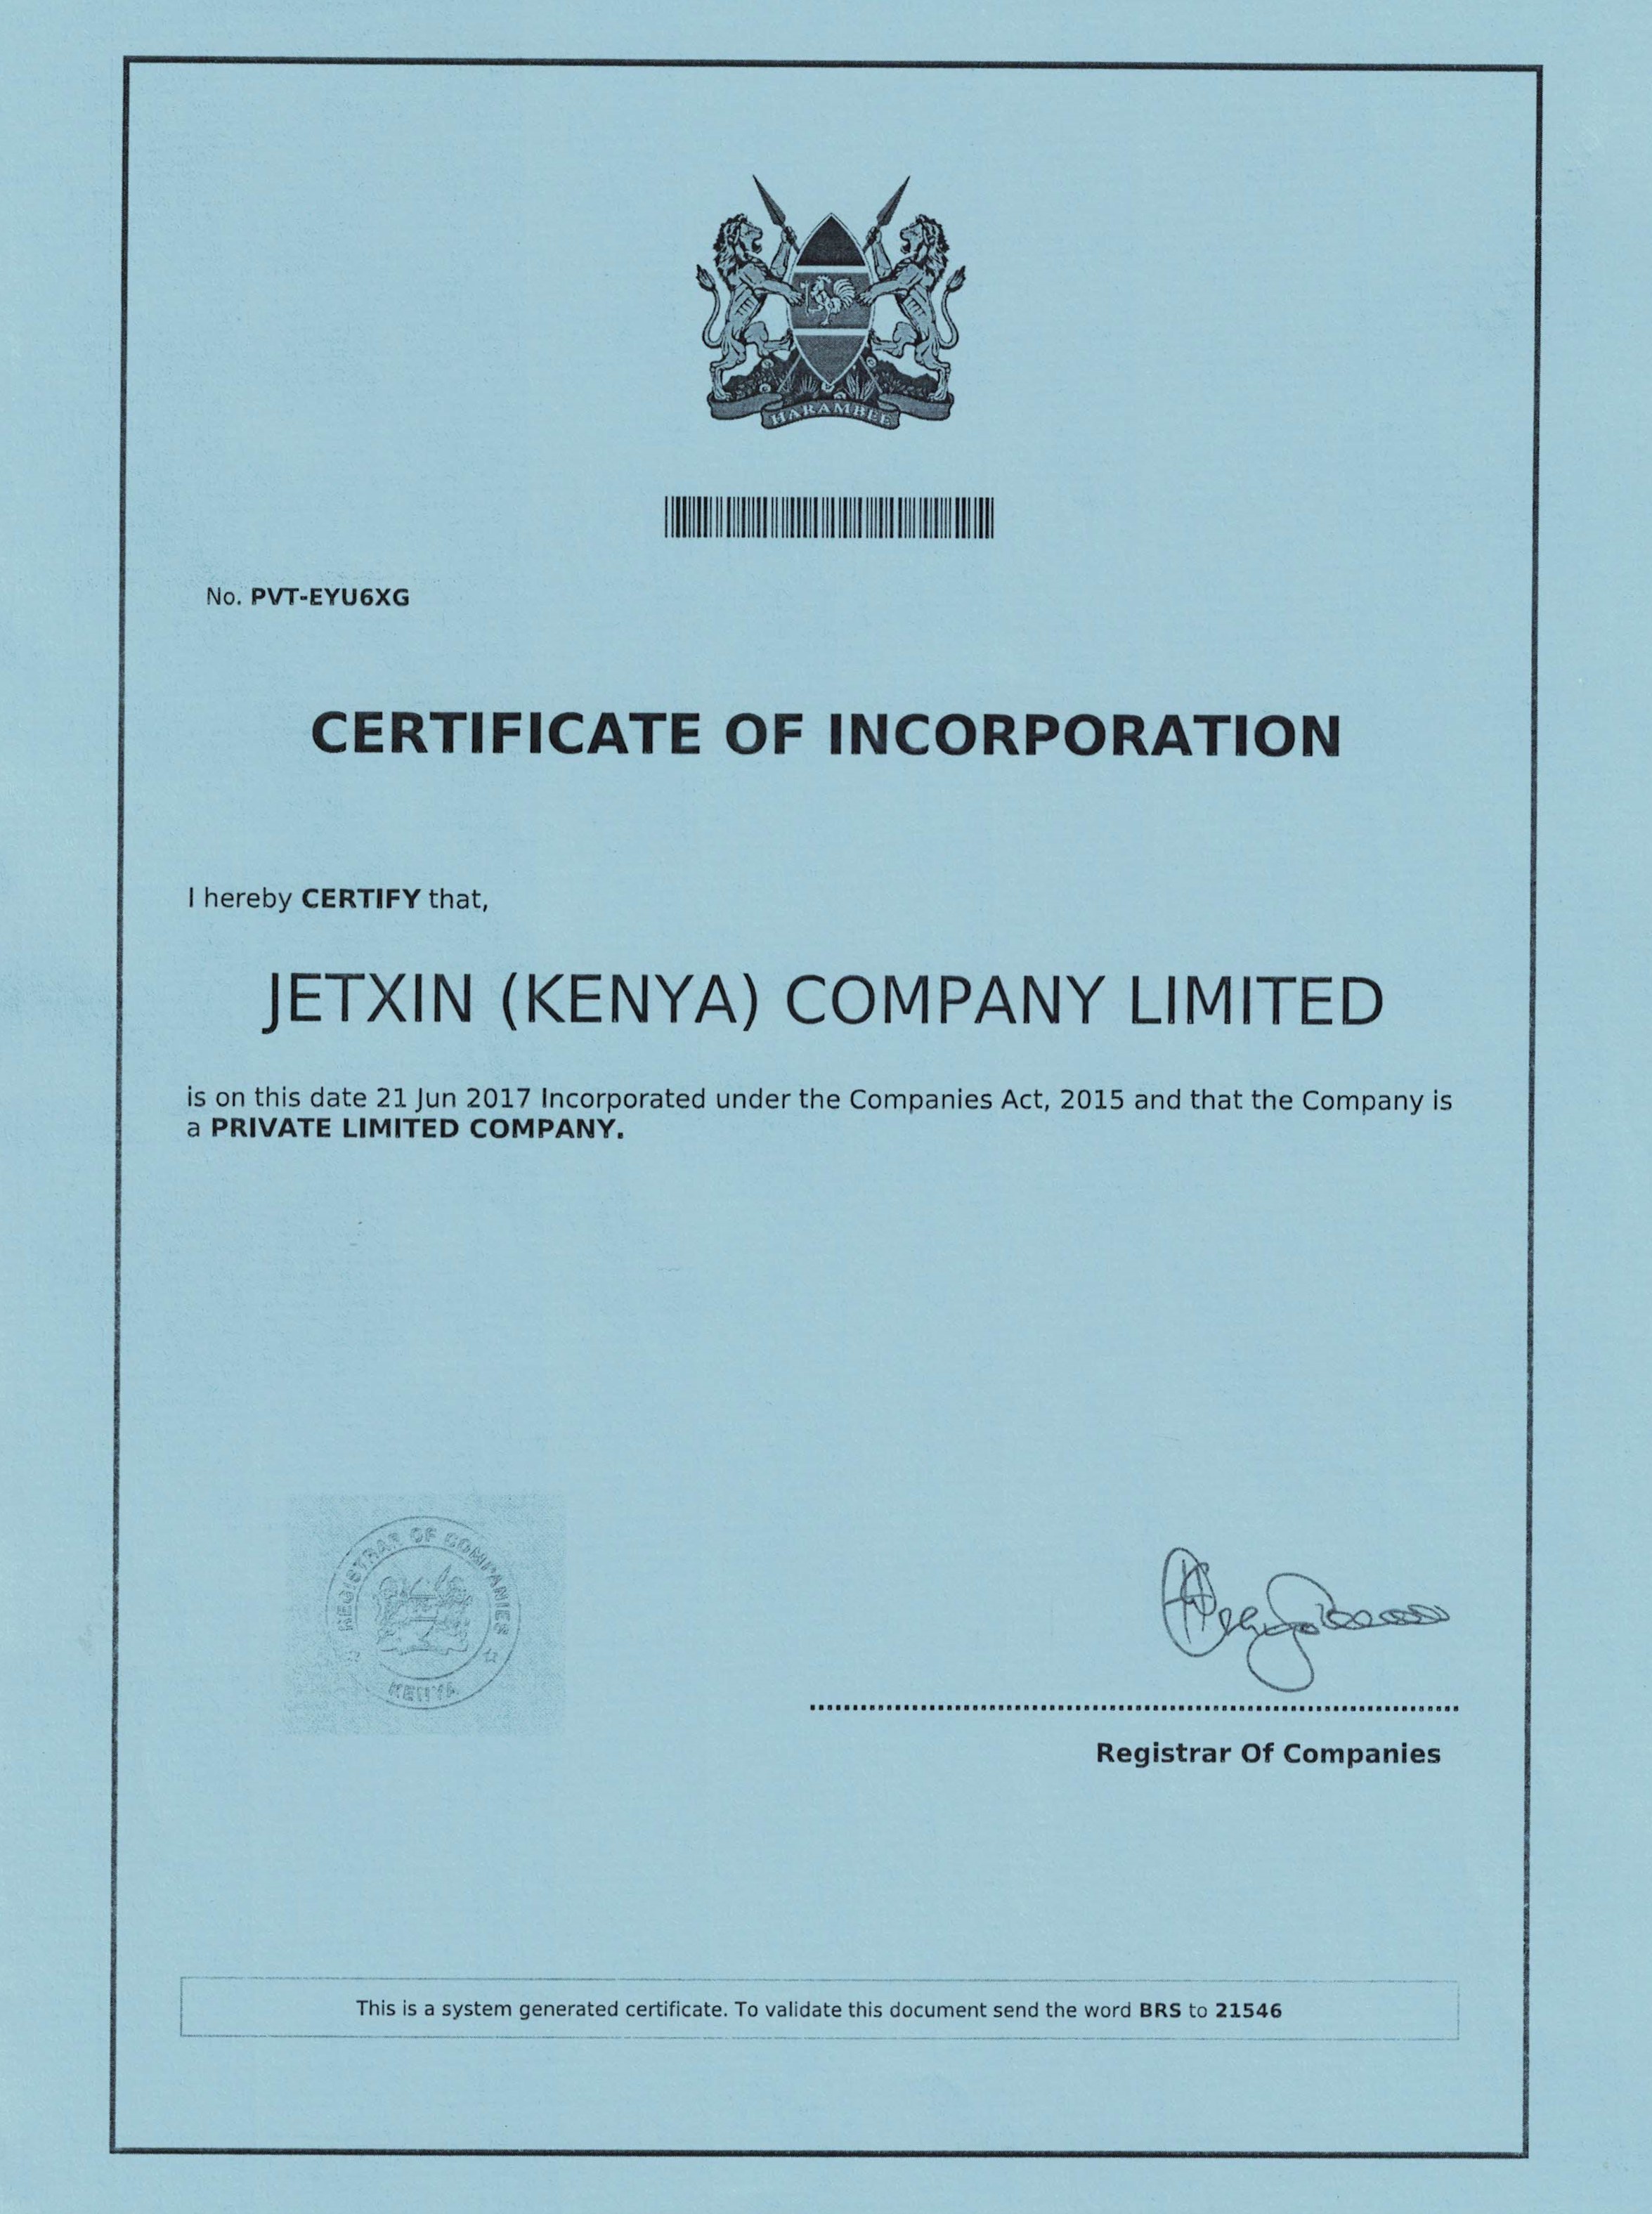 HARAMBEE
No. PVT-EYU6XG
CERTIFICATE OF INCORPORATION
I hereby CERTIFY that,
JETXIN (KENYA) COMPANY LIMITED
is on this date 21 Jun 2017 Incorporated under the Companies Act, 2015 and that the Company is
a PRIVATE LIMITED COMPANY.
REGISTRAR OF COMPANIES
KENYA
Registrar Of Companies
This is a system generated certificate. To validate this document send the word BRS to 21546